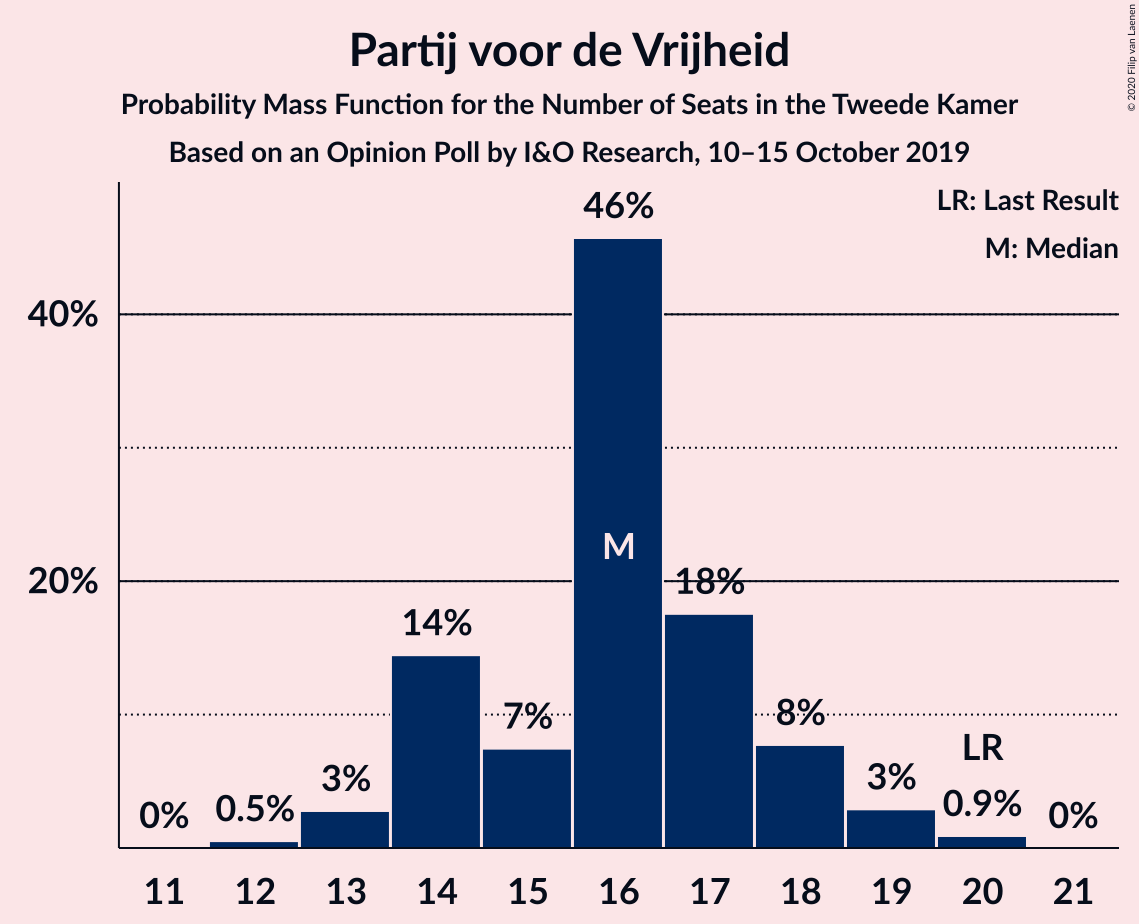 Partij voor de Vrijheid
Probability Mass Function for the Number of Seats in the Tweede Kamer
Based on an Opinion Poll by I&O Research, 10–15 October 2019
© 2020 Filip van Laenen
LR: Last Result
M: Median
40%
20%
0%
0.5%
3%
14%
7%
46%
M
18%
8%
3%
LR
0.9%
0%
11 12 13 14 15 16 17 18 19 20 21